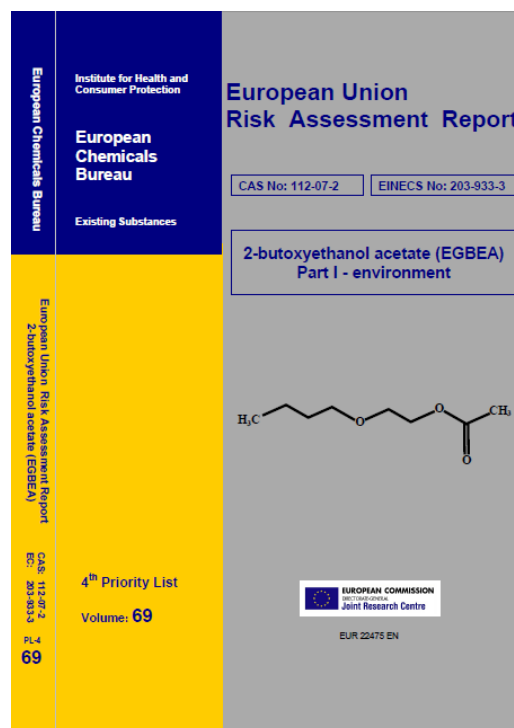 European Chemicals Bureau
European Union Risk Assessment Report
2-butoxyethanol acetate (EGBEA)
CAS: 112-07-2
EC: 203-933-3
PL-4
69
Institute for Health and
Consumer Protection
European
Chemicals
Bureau
Existing Substances
4th Priority List
Volume: 69
European Union
Risk Assessment Report
CAS No: 112-07-2
EINECS No: 203-933-3
2-butoxyethanol acetate (EGBEA)
Part I - environment
H₃C
O
O
CH₃
O
EUROPEAN COMMISSION
DIRECTORATE-GENERAL
Joint Research Centre
EUR 22475 EN